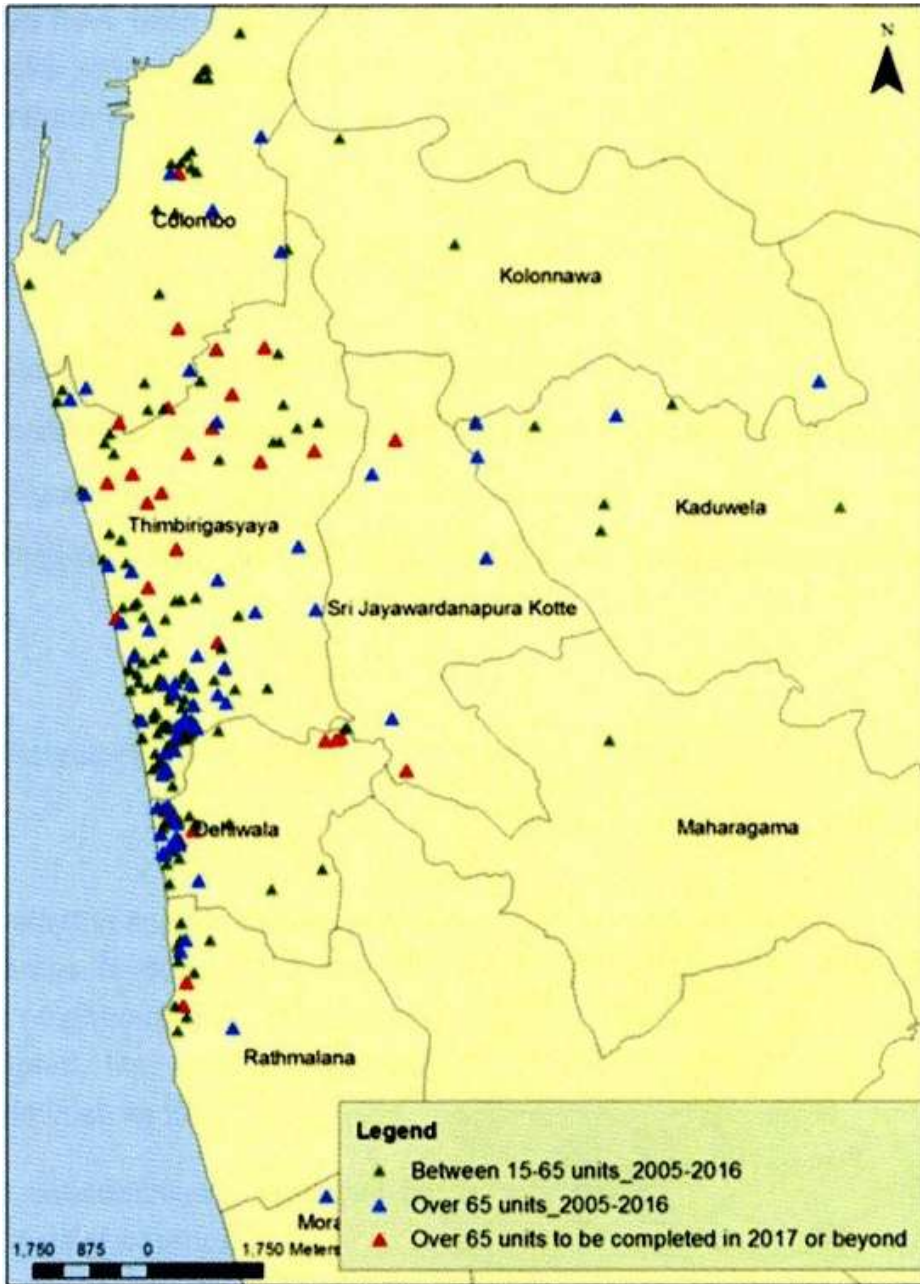 N
Colombo
Kolonnawa
Kaduwela
Thimbirigasyaya
Sri Jayawardanapura Kotte
Dehiwala
Maharagama
Rathmalana
Mora
Legend
Between 15-65 units_2005-2016
Over 65 units_2005-2016
Over 65 units to be completed in 2017 or beyond
1,750 875 0 1,750 Meters